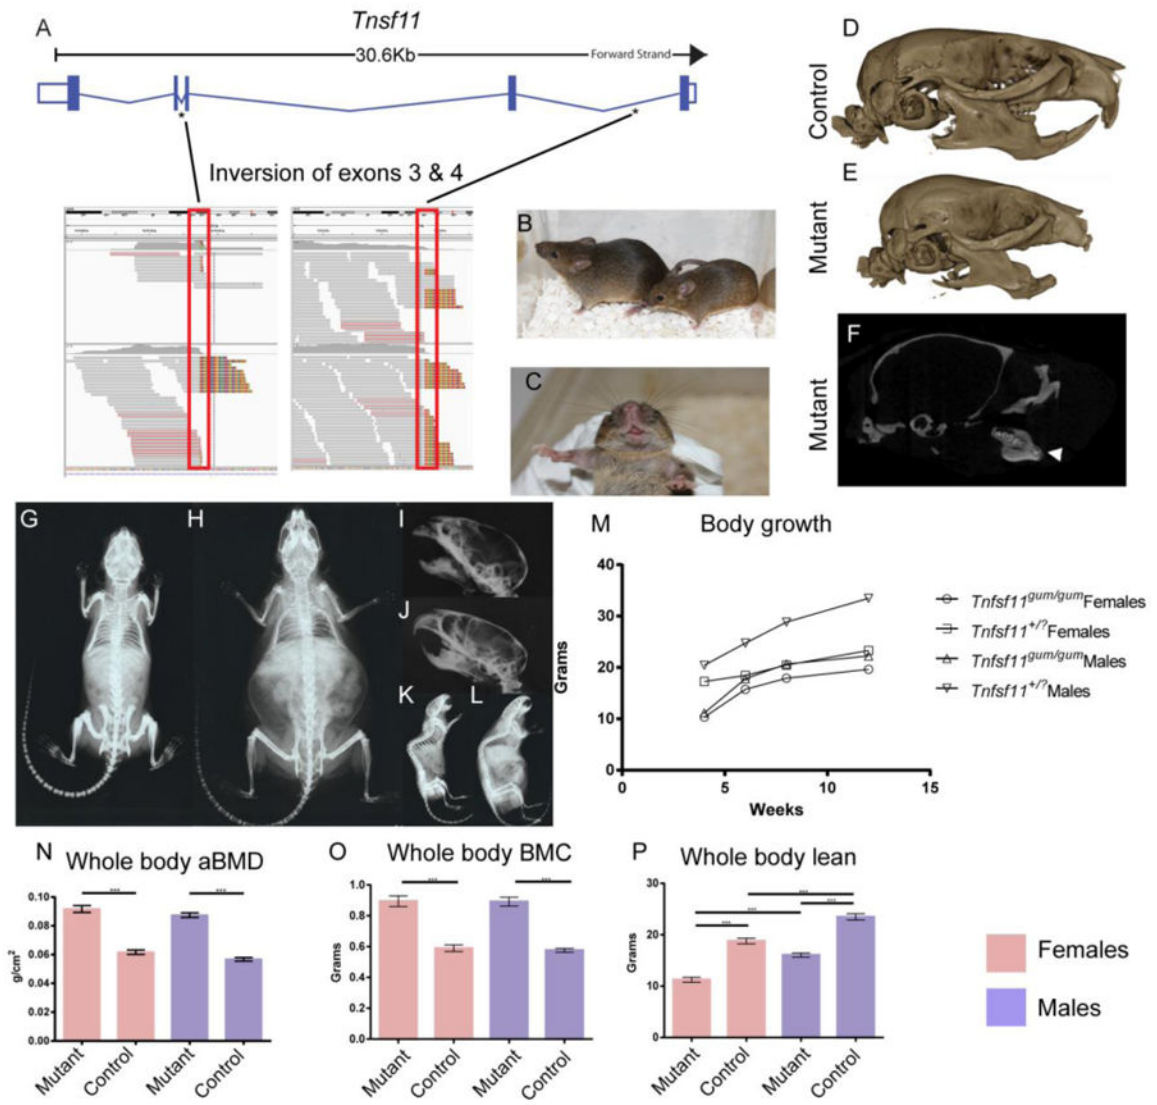 A
Tnsf11
30.6Kb
Forward Strand
Inversion of exons 3 & 4
B
C
D
Control
E
Mutant
F
Mutant
G
H
I
J
K
L
M
Body growth
40
30
20
10
0
Grams
0
5
10
15
Weeks
Tnfsf11gum/gumFemales
Tnfsf11+/?Females
Tnfsf11gum/gumMales
Tnfsf11+/?Males
N
Whole body aBMD
***
***
0.10
0.08
0.06
0.04
0.02
0.00
g/cm2
Mutant
Control
Mutant
Control
O
Whole body BMC
***
***
1.0
0.8
0.6
0.4
0.2
0.0
Grams
Mutant
Control
Mutant
Control
P
Whole body lean
***
***
***
***
30
20
10
0
Grams
Mutant
Control
Mutant
Control
Females
Males